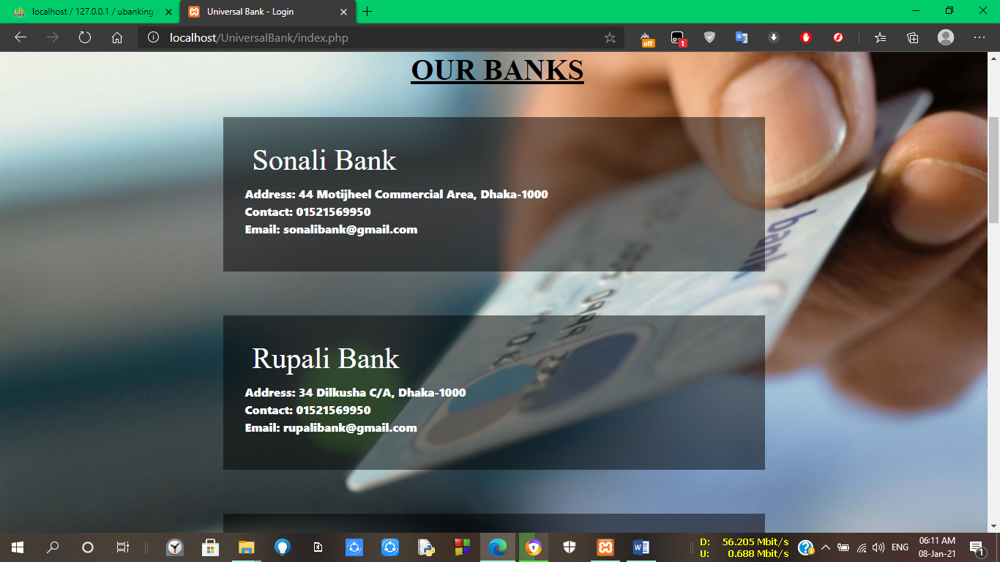 localhost / 127.0.0.1 / ubanking
Universal Bank - Login
localhost/UniversalBank/index.php
off
1
OUR BANKS
Sonali Bank
Address: 44 Motijheel Commercial Area, Dhaka-1000
Contact: 01521569950
Email: sonalibank@gmail.com
bank
Rupali Bank
Address: 34 Dilkusha C/A, Dhaka-1000
Contact: 01521569950
Email: rupalibank@gmail.com
D: 56.205 Mbit/s
U: 0.688 Mbit/s
ENG
06:11 AM
08-Jan-21
1